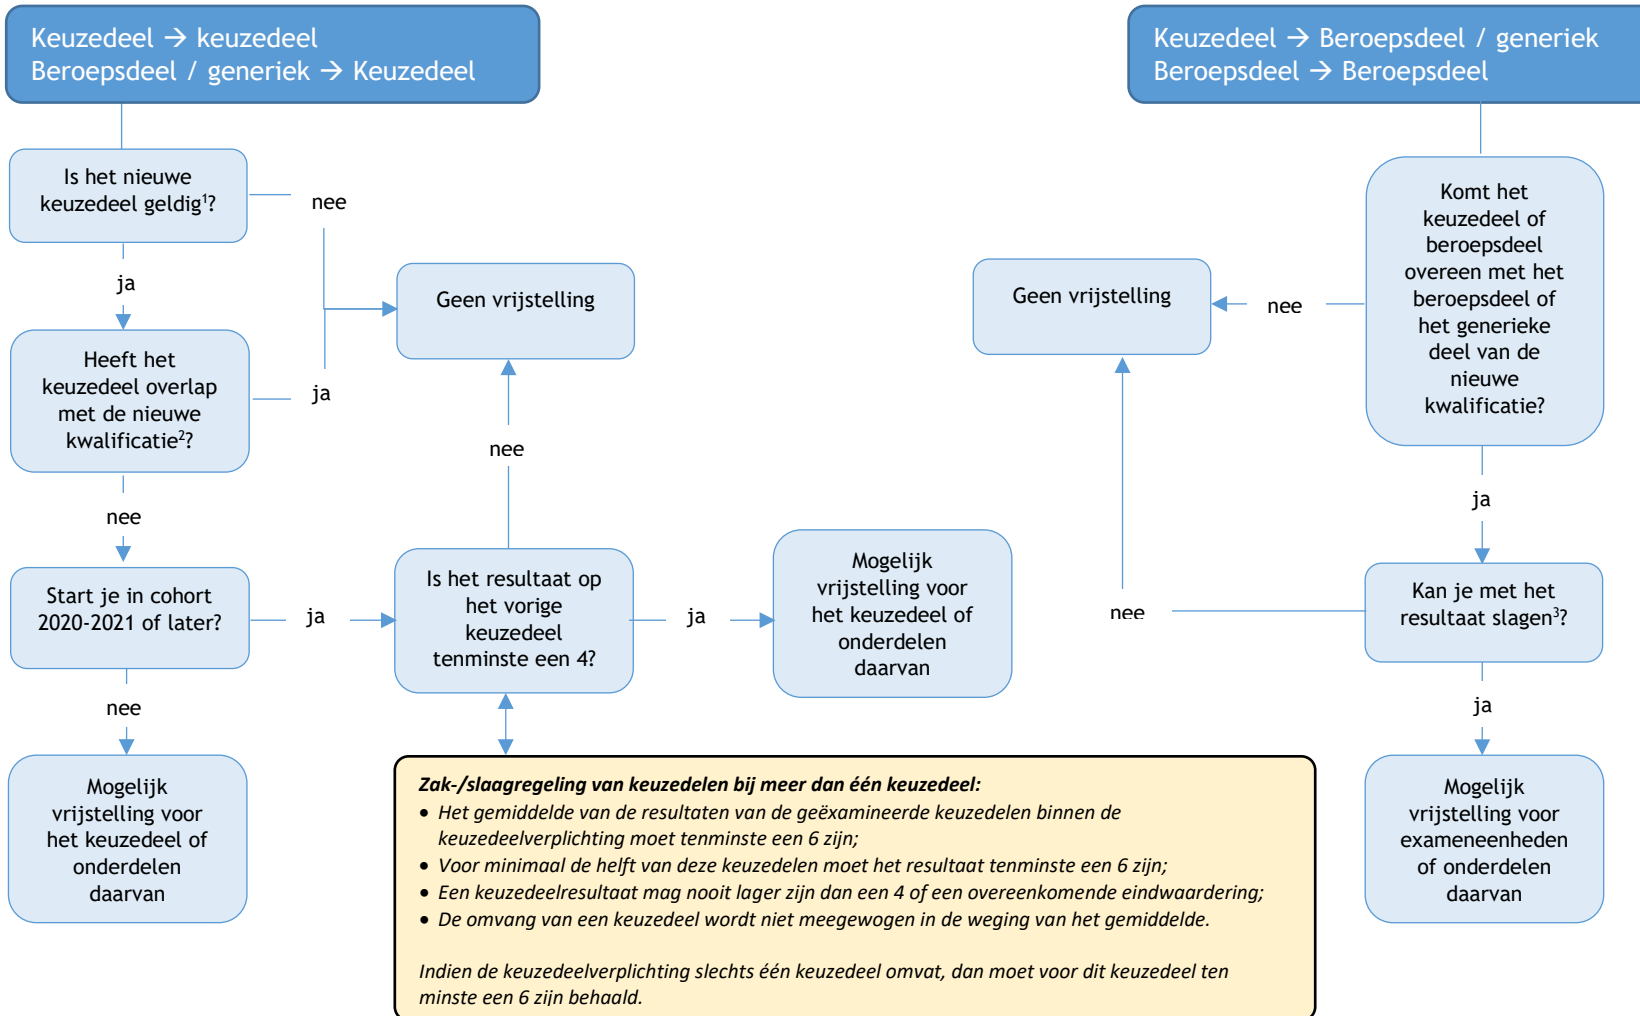 Keuzedeel → keuzedeel
Beroepsdeel / generiek → Keuzedeel
Is het nieuwe
keuzedeel geldig¹?
nee
ja
Geen vrijstelling
Heeft het
keuzedeel overlap
met de nieuwe
kwalificatie²?
ja
nee
nee
Start je in cohort
2020-2021 of later?
ja
Is het resultaat op
het vorige
keuzedeel
tenminste een 4?
ja
Mogelijk
vrijstelling voor
het keuzedeel of
onderdelen
daarvan
nee
Mogelijk
vrijstelling voor
het keuzedeel of
onderdelen
daarvan
Zak-/slaagregeling van keuzedelen bij meer dan één keuzedeel:
• Het gemiddelde van de resultaten van de geëxamineerde keuzedelen binnen de
keuzedeelverplichting moet tenminste een 6 zijn;
• Voor minimaal de helft van deze keuzedelen moet het resultaat tenminste een 6 zijn;
• Een keuzedeelresultaat mag nooit lager zijn dan een 4 of een overeenkomende eindwaardering;
• De omvang van een keuzedeel wordt niet meegewogen in de weging van het gemiddelde.
Indien de keuzedeelverplichting slechts één keuzedeel omvat, dan moet voor dit keuzedeel ten
minste een 6 zijn behaald.
Keuzedeel → Beroepsdeel / generiek
Beroepsdeel → Beroepsdeel
Komt het
keuzedeel of
beroepsdeel
overeen met het
beroepsdeel of
het generieke
deel van de
nieuwe
kwalificatie?
nee
Geen vrijstelling
ja
Kan je met het
resultaat slagen³?
nee
ja
Mogelijk
vrijstelling voor
exameneenheden
of onderdelen
daarvan